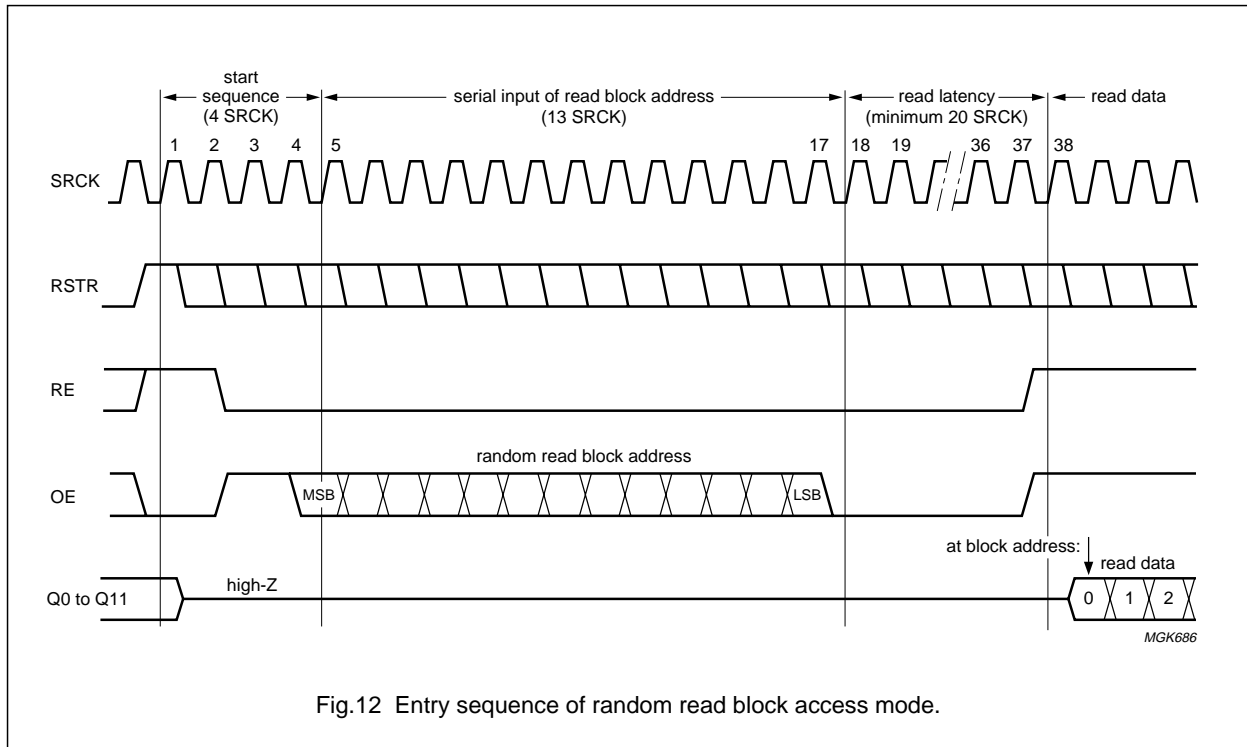 start
sequence
(4 SRCK)
serial input of read block address
(13 SRCK)
read latency
(minimum 20 SRCK)
read data
1 2 3 4 5 17 18 19 36 37 38
SRCK
RSTR
RE
random read block address
OE
MSB
LSB
at block address:
read data
high-Z
Q0 to Q11
0 1 2
MGK686
Fig.12 Entry sequence of random read block access mode.